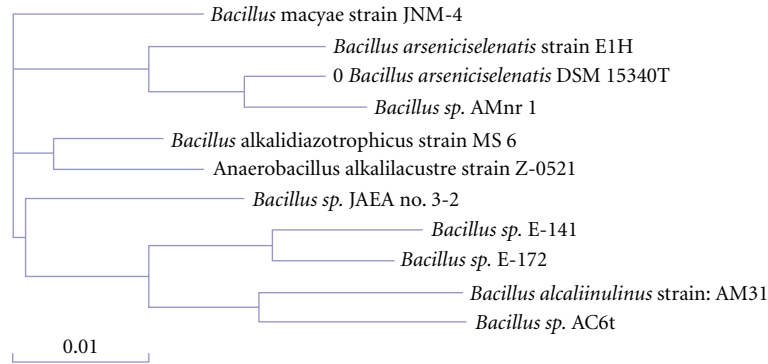 Bacillus macyae strain JNM-4
Bacillus arseniciselenatis strain E1H
0 Bacillus arseniciselenatis DSM 15340T
Bacillus sp. AMnr 1
Bacillus alkalidiazotrophicus strain MS 6
Anaerobacillus alkalilacustre strain Z-0521
Bacillus sp. JAEA no. 3-2
Bacillus sp. E-141
Bacillus sp. E-172
Bacillus alcaliinulinus strain: AM31
Bacillus sp. AC6t
0.01